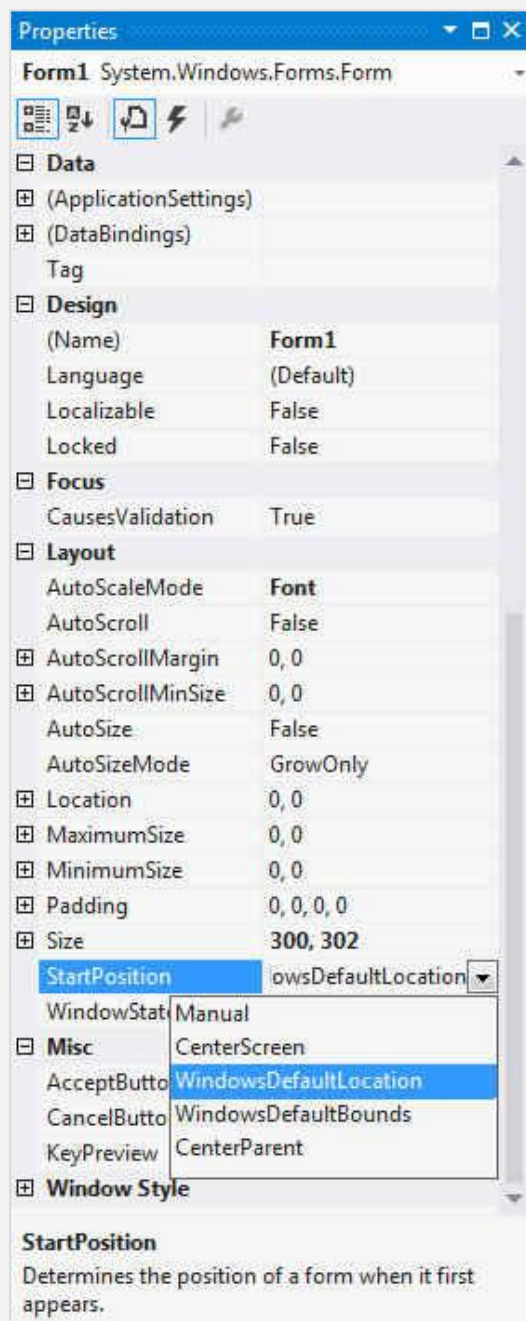 Properties
Form1 System.Windows.Forms.Form
Data
(ApplicationSettings)
(DataBindings)
Tag
Design
(Name) Form1
Language (Default)
Localizable False
Locked False
Focus
CausesValidation True
Layout
AutoScaleMode Font
AutoScroll False
AutoScrollMargin 0, 0
AutoScrollMinSize 0, 0
AutoSize False
AutoSizeMode GrowOnly
Location 0, 0
MaximumSize 0, 0
MinimumSize 0, 0
Padding 0, 0, 0, 0
Size 300, 302
StartPosition owsDefaultLocation
WindowStat Manual
Misc CenterScreen
AcceptButto WindowsDefaultLocation
CancelButto WindowsDefaultBounds
KeyPreview CenterParent
Window Style
StartPosition
Determines the position of a form when it first
appears.